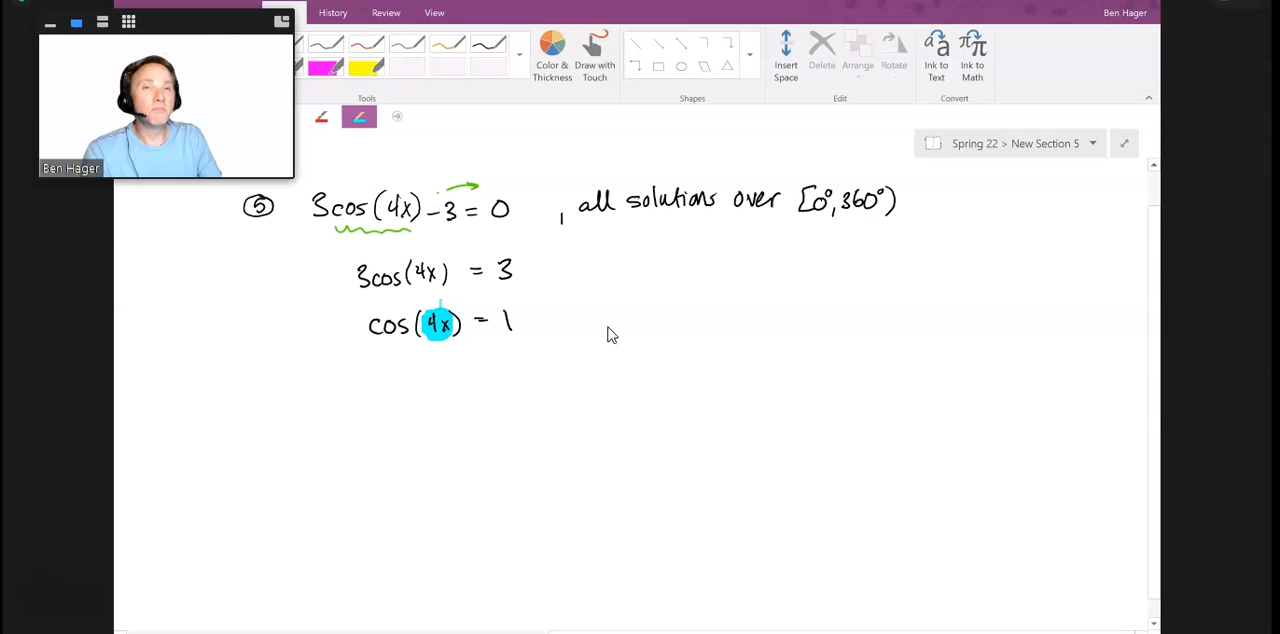 History Review View Ben Hager
Color & Thickness
Draw with Touch
Insert Space
Delete
Arrange
Rotate
Ink to Text
Ink to Math
Tools Shapes Edit Convert
Spring 22 > New Section 5
Ben Hager
⑤ 3cos(4x) - 3 = 0 , all solutions over [0°, 360°)
3cos(4x) = 3
cos(4x) = 1